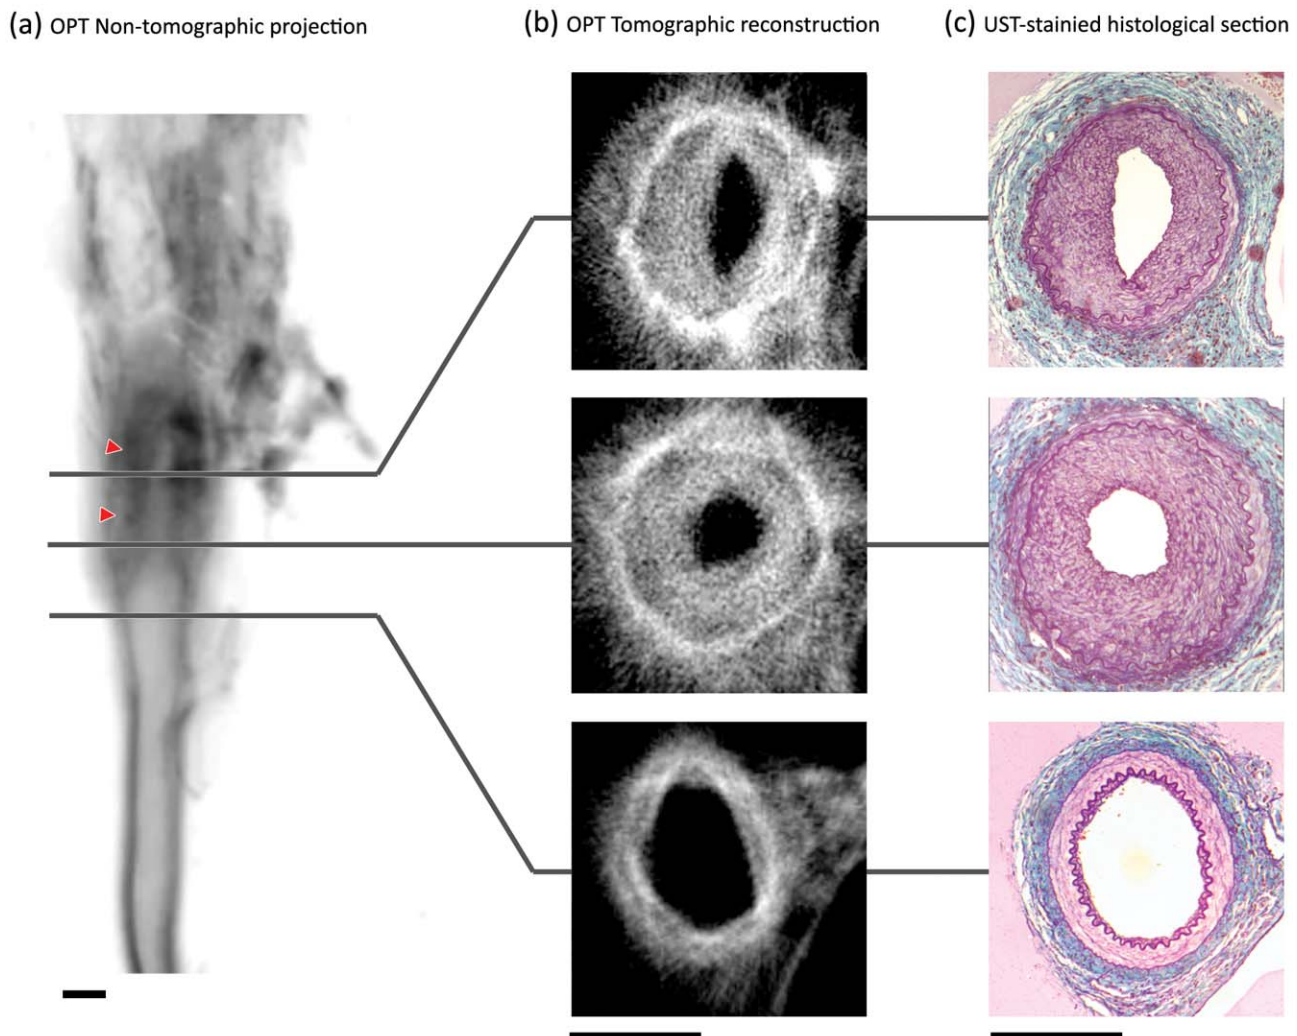 (a) OPT Non-tomographic projection
(b) OPT Tomographic reconstruction
(c) UST-stainied histological section